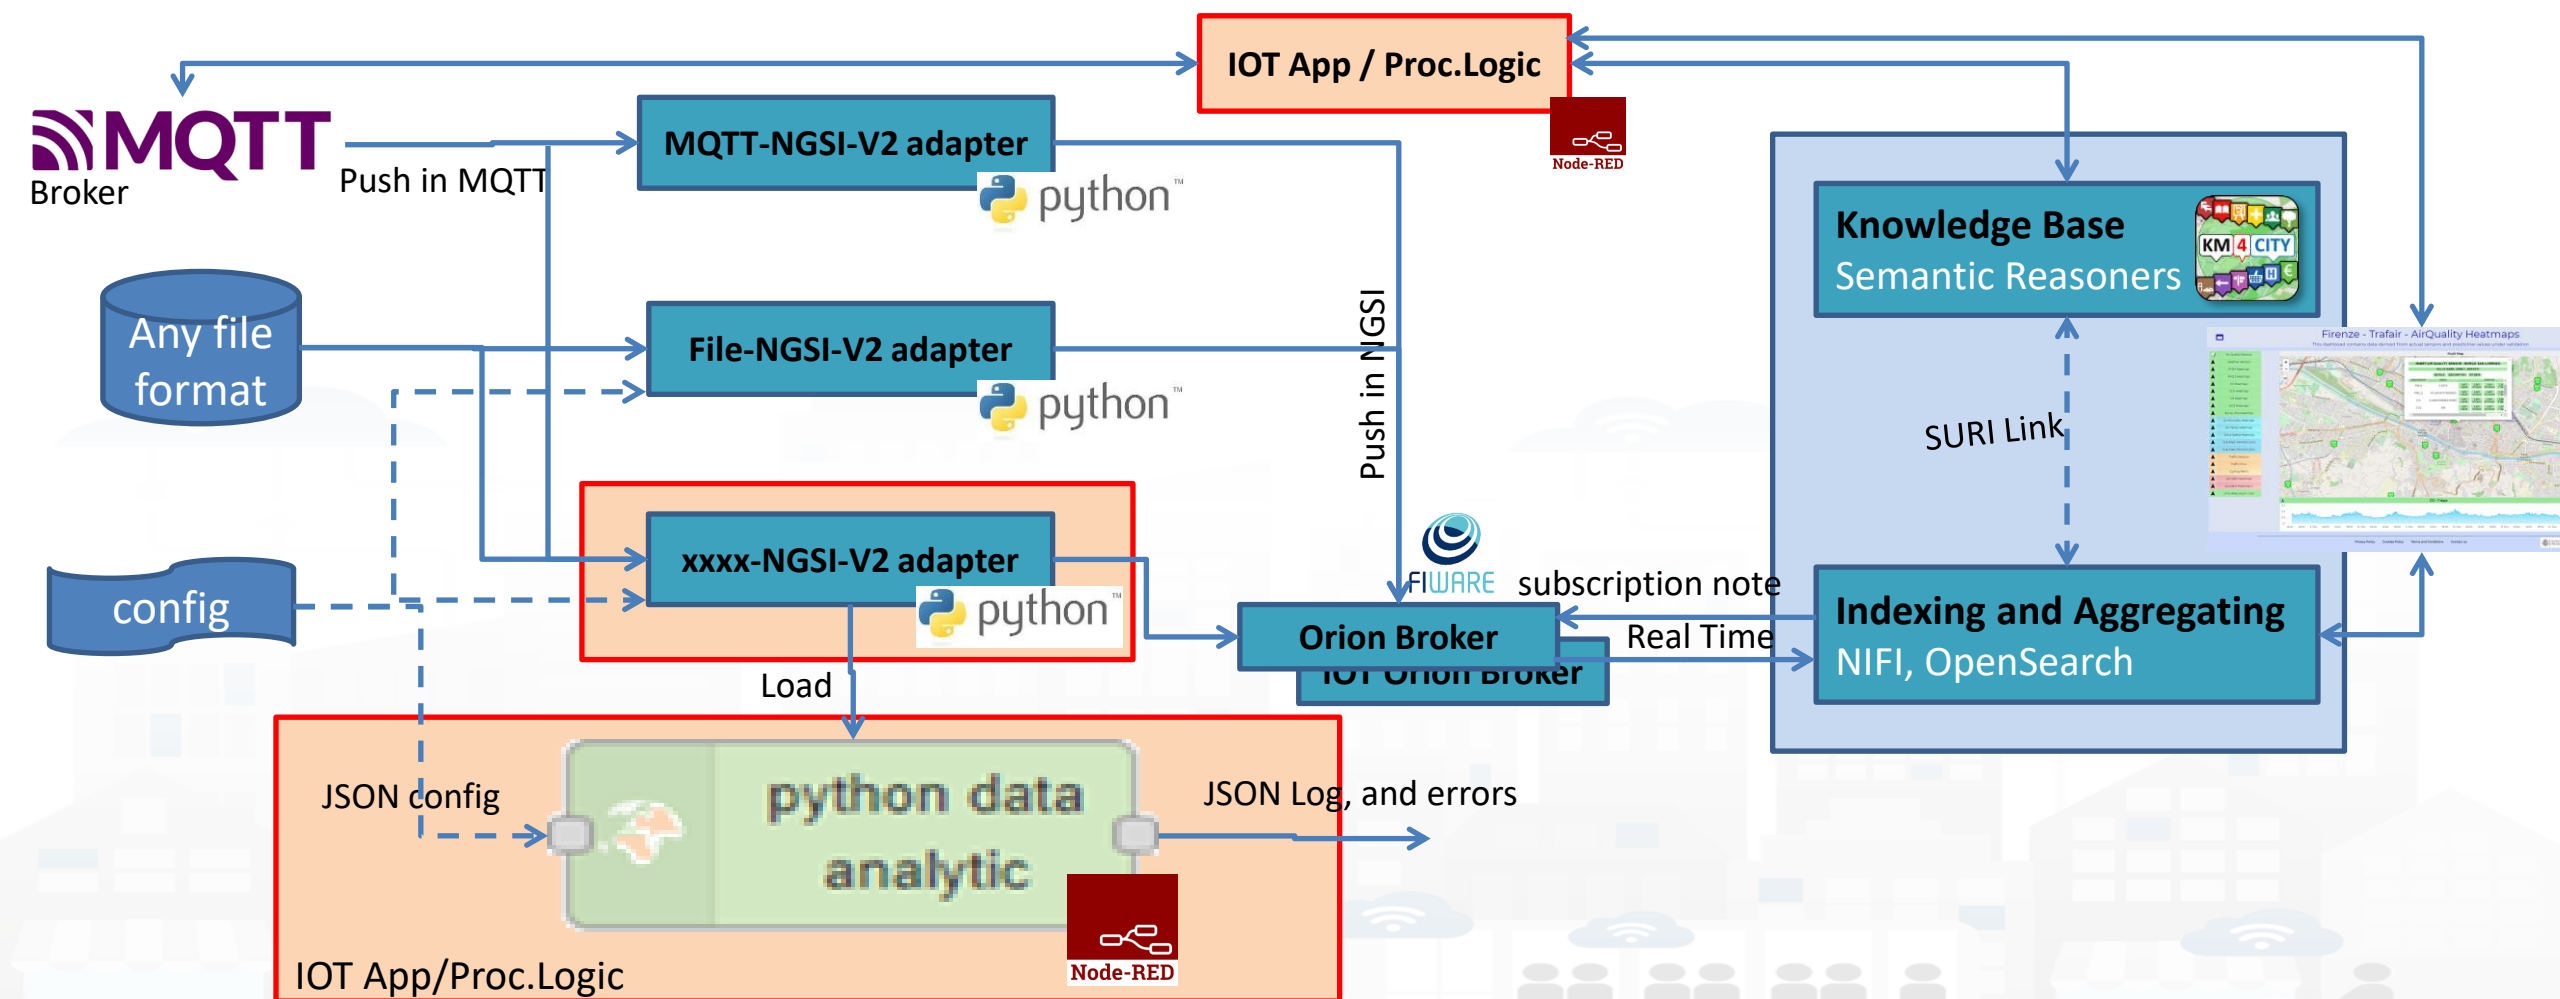 IOT App / Proc.Logic
Node-RED
MQTT
Broker
Push in MQTT
MQTT-NGSI-V2 adapter
python™
Any file
format
File-NGSI-V2 adapter
python™
Push in NGSI
Knowledge Base
Semantic Reasoners
KM 4 CITY
SURI Link
Firenze - Trafair - AirQuality Heatmaps
config
xxxx-NGSI-V2 adapter
python™
Load
FIWARE
subscription note
Orion Broker
Real Time
IOT Orion Broker
Indexing and Aggregating
NIFI, OpenSearch
JSON config
python data
analytic
JSON Log, and errors
Node-RED
IOT App/Proc.Logic